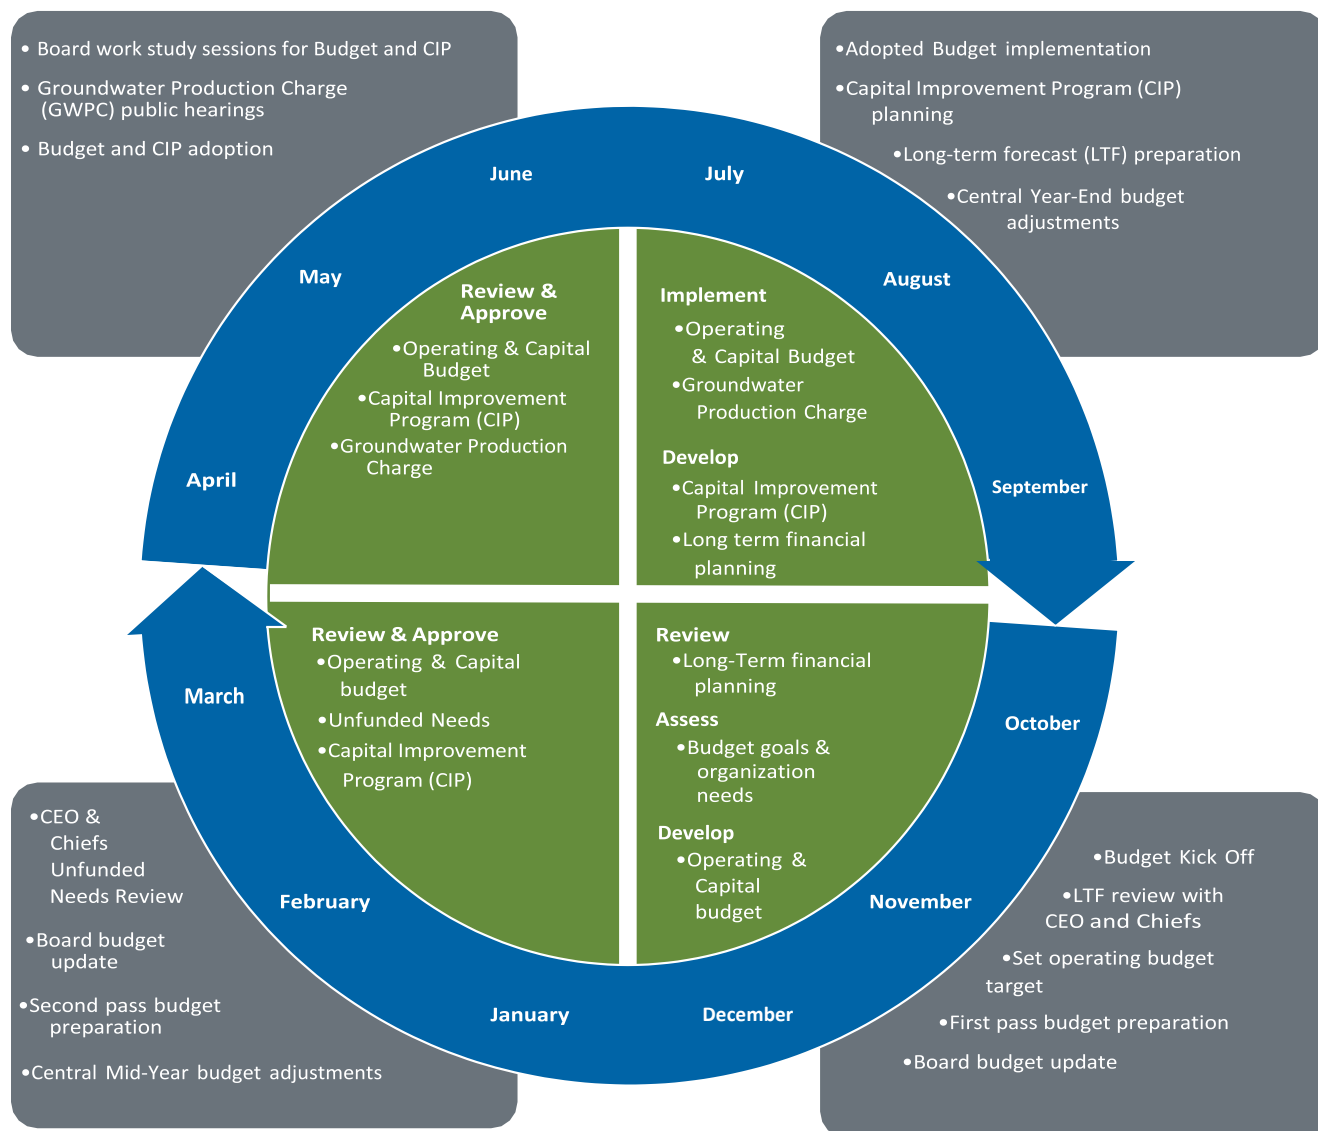 • Board work study sessions for Budget and CIP
• Groundwater Production Charge
(GWPC) public hearings
• Budget and CIP adoption
•Adopted Budget implementation
•Capital Improvement Program (CIP)
planning
•Long-term forecast (LTF) preparation
•Central Year-End budget
adjustments
June
July
May
August
April
September
March
October
February
November
January
December
Review &
Approve
•Operating & Capital
Budget
•Capital Improvement
Program (CIP)
•Groundwater Production
Charge
Implement
•Operating
& Capital Budget
•Groundwater
Production Charge
Develop
•Capital Improvement
Program (CIP)
•Long term financial
planning
Review & Approve
•Operating & Capital
budget
•Unfunded Needs
•Capital Improvement
Program (CIP)
Review
•Long-Term financial
planning
Assess
•Budget goals &
organization
needs
Develop
•Operating &
Capital
budget
•CEO &
Chiefs
Unfunded
Needs Review
•Board budget
update
•Second pass budget
preparation
•Central Mid-Year budget adjustments
•Budget Kick Off
•LTF review with
CEO and Chiefs
•Set operating budget
target
•First pass budget preparation
•Board budget update